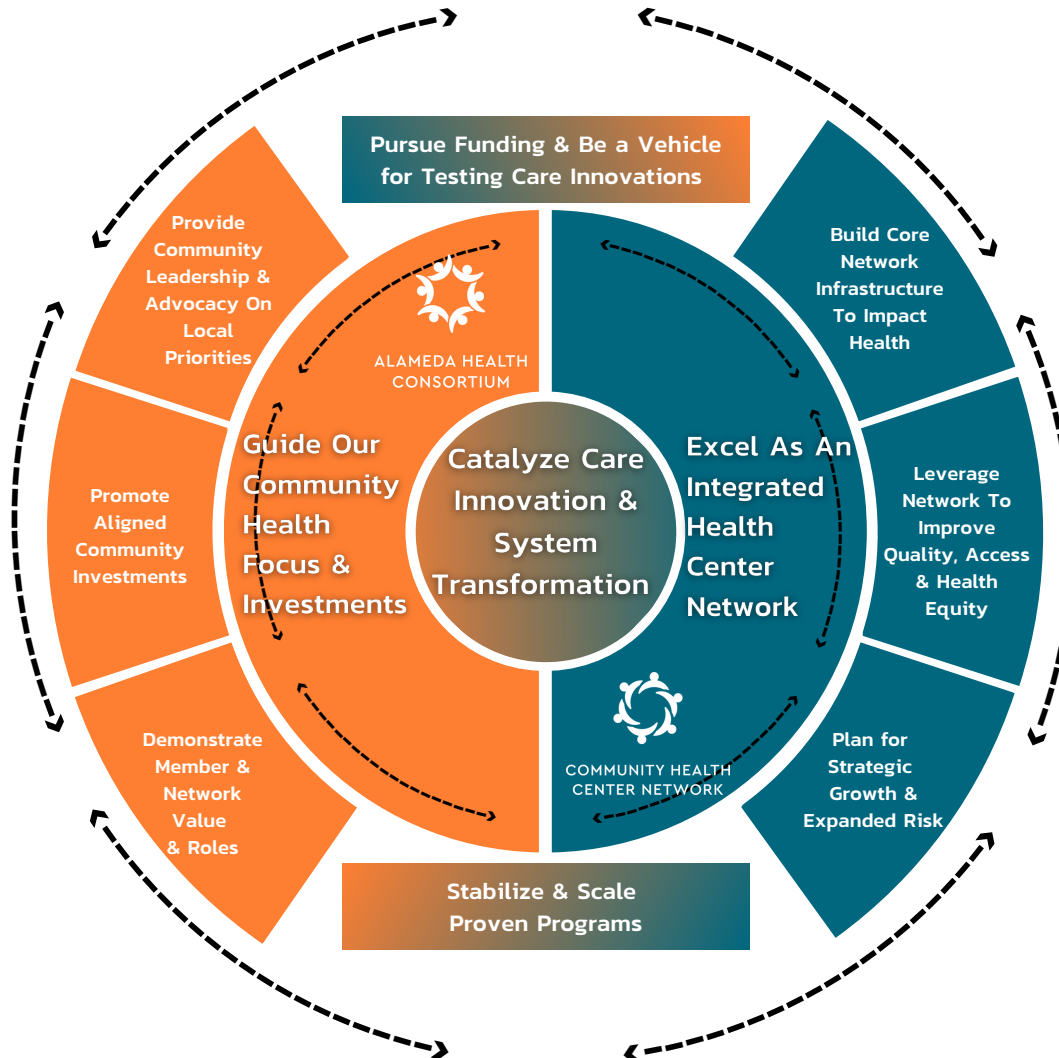 Pursue Funding & Be a Vehicle
for Testing Care Innovations
Provide
Community
Leadership &
Advocacy On
Local
Priorities
Promote
Aligned
Community
Investments
Demonstrate
Member &
Network
Value
& Roles
ALAMEDA HEALTH
CONSORTIUM
Guide Our
Community
Health
Focus &
Investments
Catalyze Care
Innovation &
System
Transformation
Excel As An
Integrated
Health
Center
Network
COMMUNITY HEALTH
CENTER NETWORK
Build Core
Network
Infrastructure
To Impact
Health
Leverage
Network To
Improve
Quality, Access
& Health
Equity
Plan for
Strategic
Growth &
Expanded Risk
Stabilize & Scale
Proven Programs